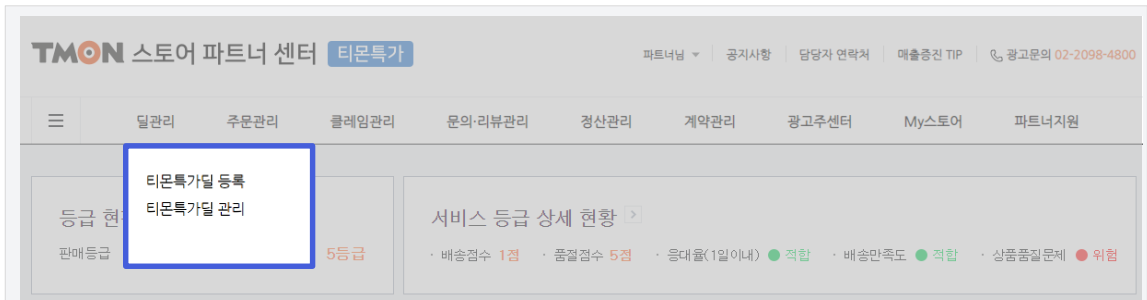 TMON 스토어 파트너 센터 티몬특가
파트너님 공지사항 담당자 연락처 매출증진 TIP 광고문의 02-2098-4800
딜관리 주문관리 클레임관리 문의·리뷰관리 정산관리 계약관리 광고주센터 My스토어 파트너지원
티몬특가딜 등록
티몬특가딜 관리
등급 현
판매등급 5등급
서비스 등급 상세 현황
· 배송점수 1점 · 품절점수 5점 · 응대율(1일이내) 적합 · 배송만족도 적합 · 상품품질문제 위험